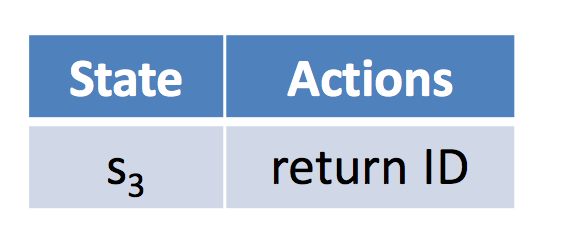 State Actions
s₃ return ID